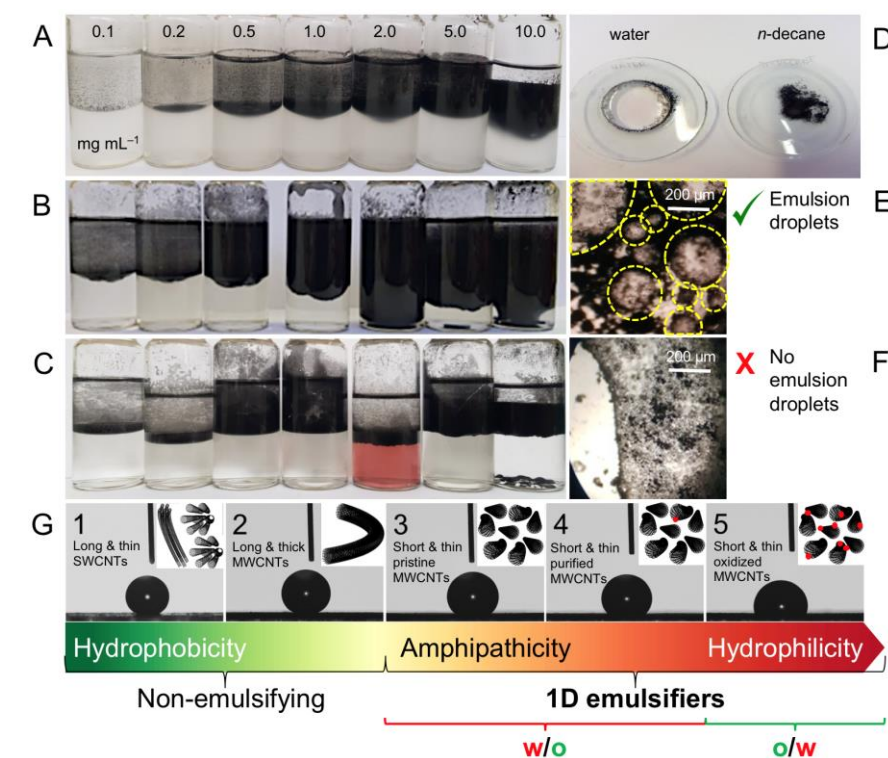 A
0.1 0.2 0.5 1.0 2.0 5.0 10.0
mg mL⁻¹
water n-decane
D
B
200 µm
Emulsion
droplets
E
C
200 µm
X No
emulsion
droplets
F
G
1
Long & thin
SWCNTs
2
Long & thick
MWCNTs
3
Short & thin
pristine
MWCNTs
4
Short & thin
purified
MWCNTs
5
Short & thin
oxidized
MWCNTs
Hydrophobicity Amphipathicity Hydrophilicity
Non-emulsifying 1D emulsifiers
w/o o/w